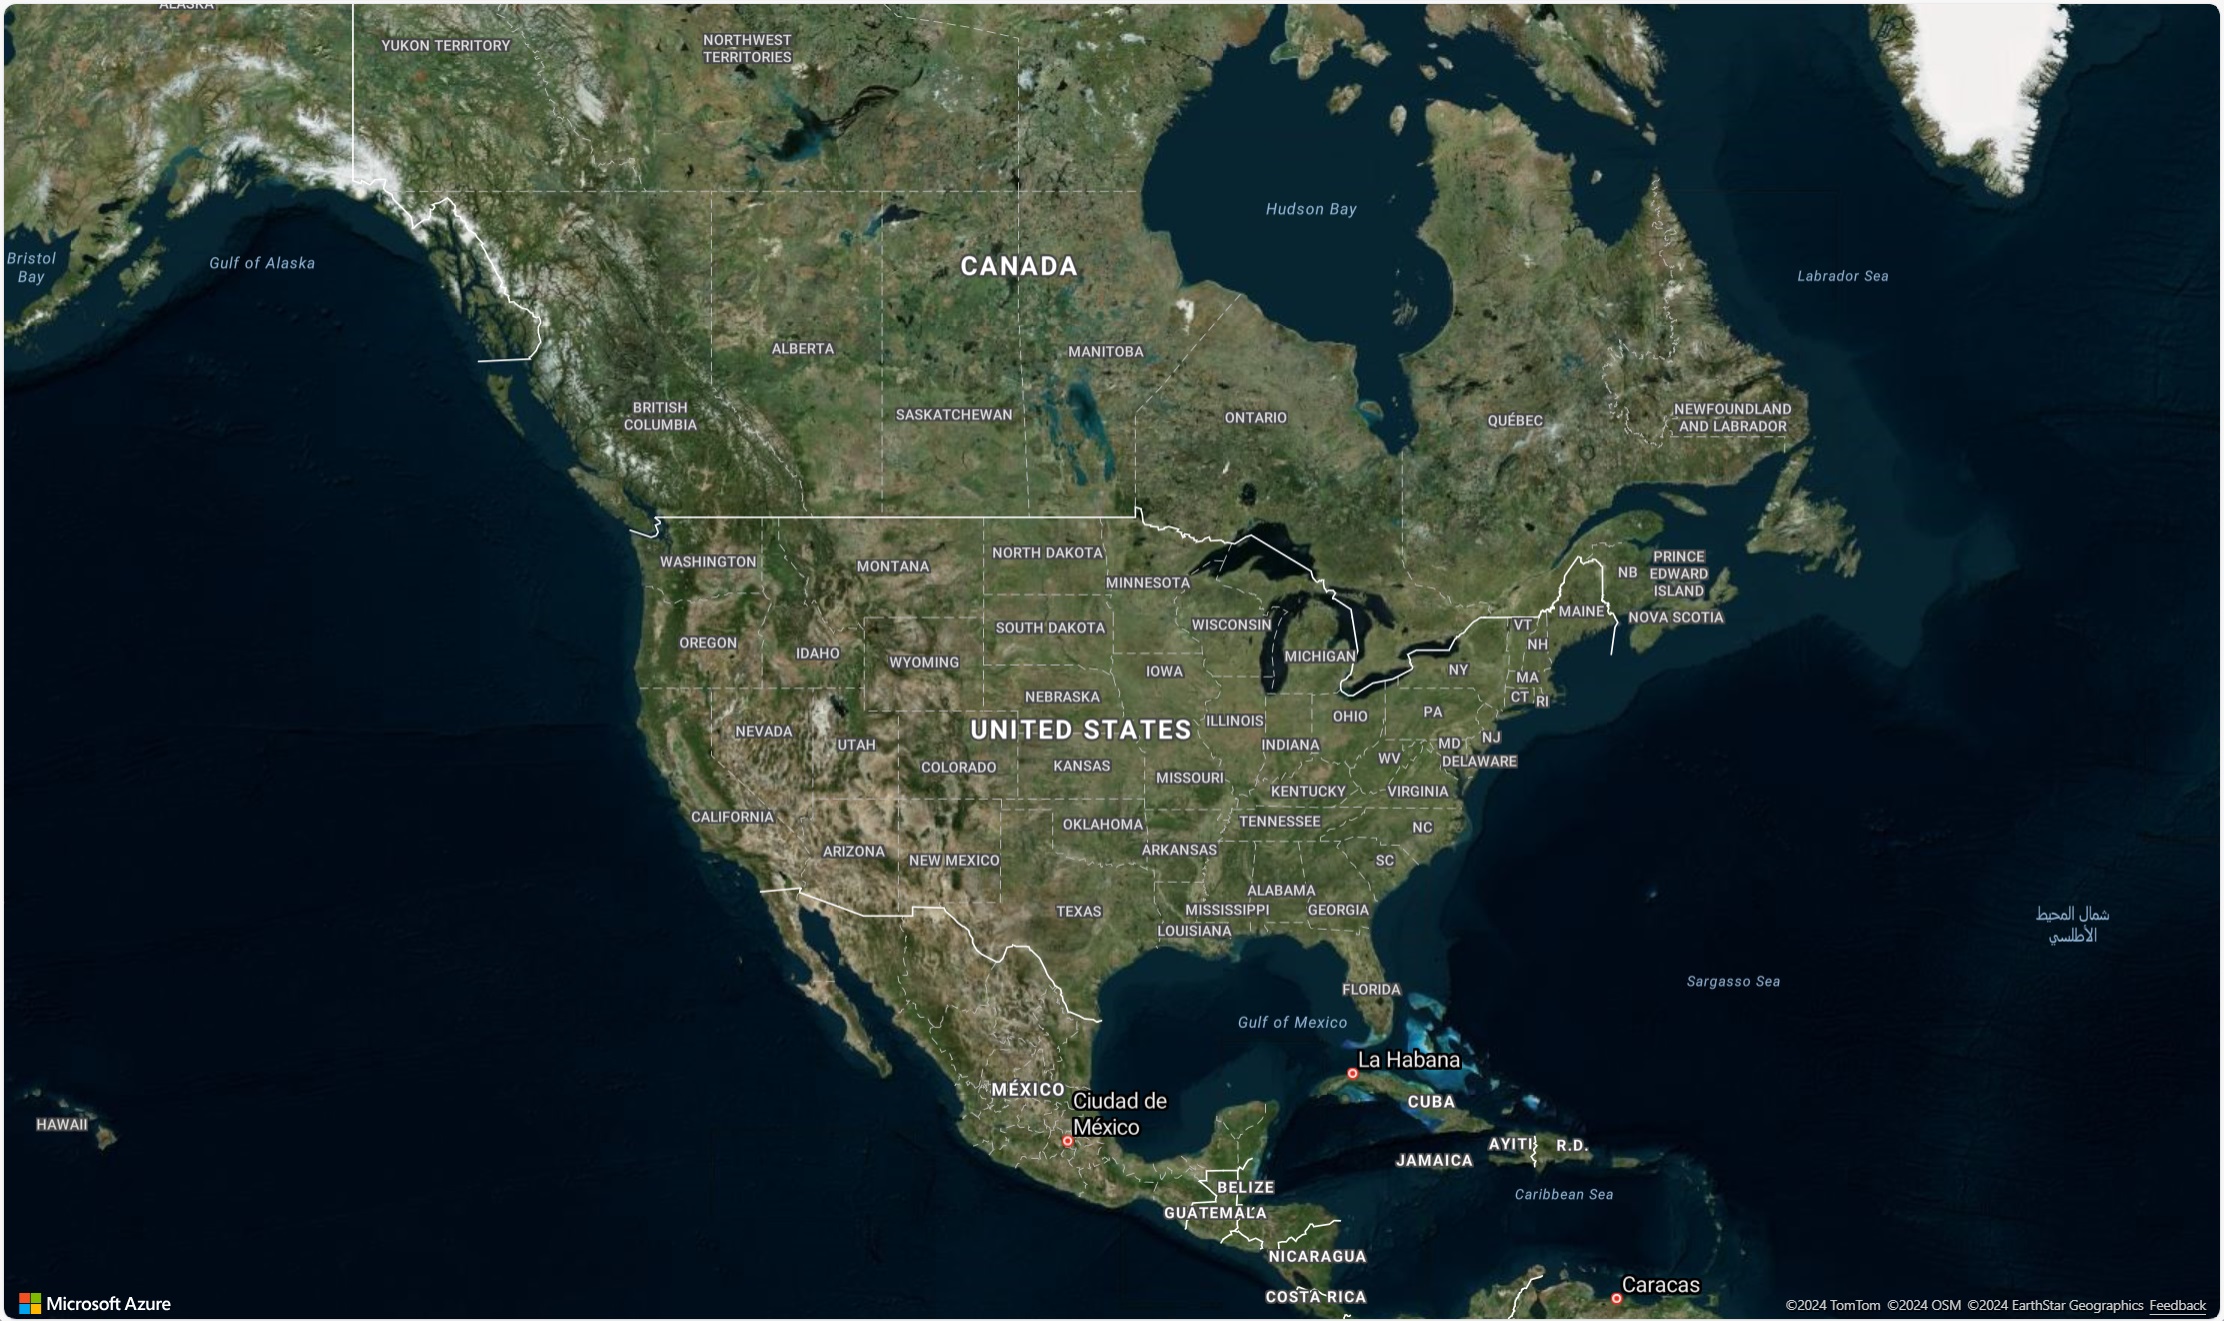 ALASKA
YUKON TERRITORY
NORTHWEST
TERRITORIES
Hudson Bay
Bristol
Bay
Gulf of Alaska
CANADA
Labrador Sea
ALBERTA
MANITOBA
BRITISH
COLUMBIA
SASKATCHEWAN
ONTARIO
QUÉBEC
NEWFOUNDLAND
AND LABRADOR
WASHINGTON
MONTANA
NORTH DAKOTA
MINNESOTA
NB
PRINCE
EDWARD
ISLAND
MAINE
NOVA SCOTIA
OREGON
IDAHO
WYOMING
SOUTH DAKOTA
WISCONSIN
MICHIGAN
VT
NH
IOWA
NY
MA
NEBRASKA
CT
RI
UNITED STATES
ILLINOIS
OHIO
PA
NEVADA
UTAH
INDIANA
MD
NJ
COLORADO
KANSAS
MISSOURI
WV
DELAWARE
KENTUCKY
VIRGINIA
CALIFORNIA
OKLAHOMA
TENNESSEE
NC
ARIZONA
NEW MEXICO
ARKANSAS
SC
ALABAMA
TEXAS
MISSISSIPPI
GEORGIA
LOUISIANA
شمال المحيط
الأطلسي
FLORIDA
Sargasso Sea
Gulf of Mexico
La Habana
MÉXICO
Ciudad de
México
CUBA
HAWAII
JAMAICA
AYITI
R.D.
BELIZE
Caribbean Sea
GUATEMALA
NICARAGUA
COSTA RICA
Caracas
Microsoft Azure
©2024 TomTom ©2024 OSM ©2024 EarthStar Geographics Feedback